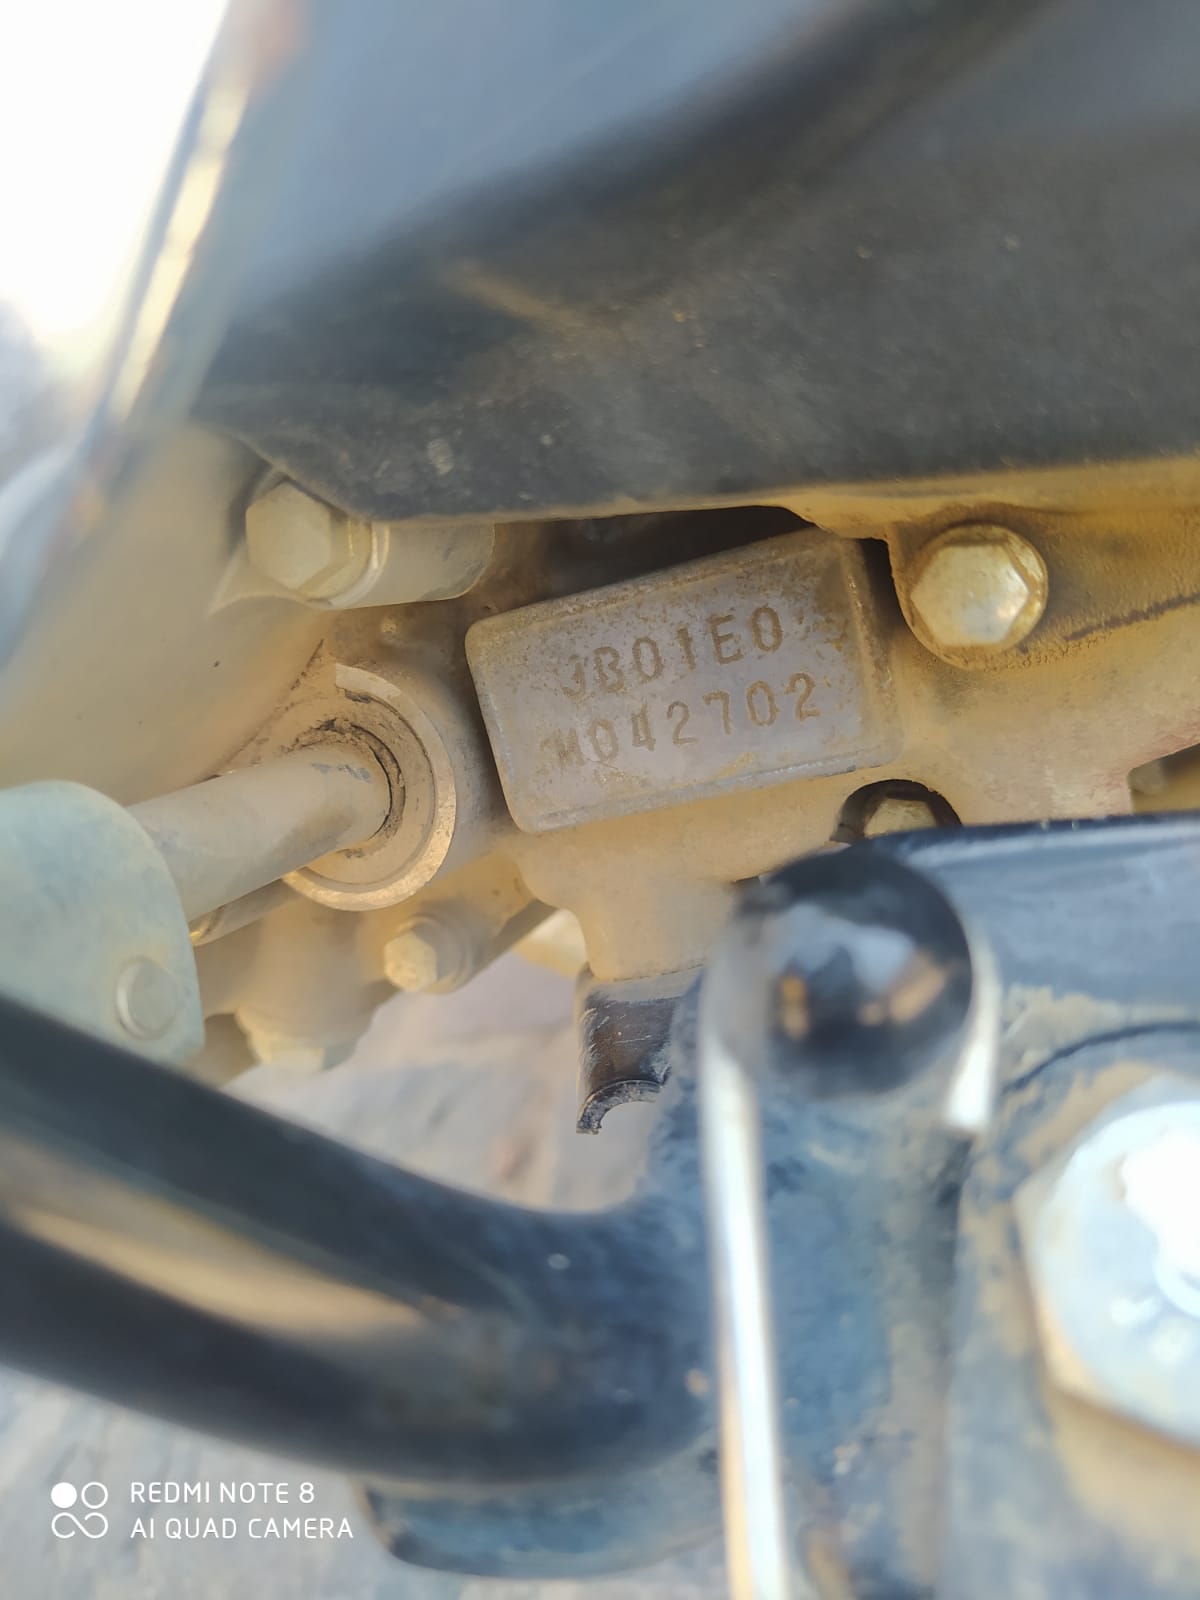 JB01E0
M042702
REDMI NOTE 8
AI QUAD CAMERA